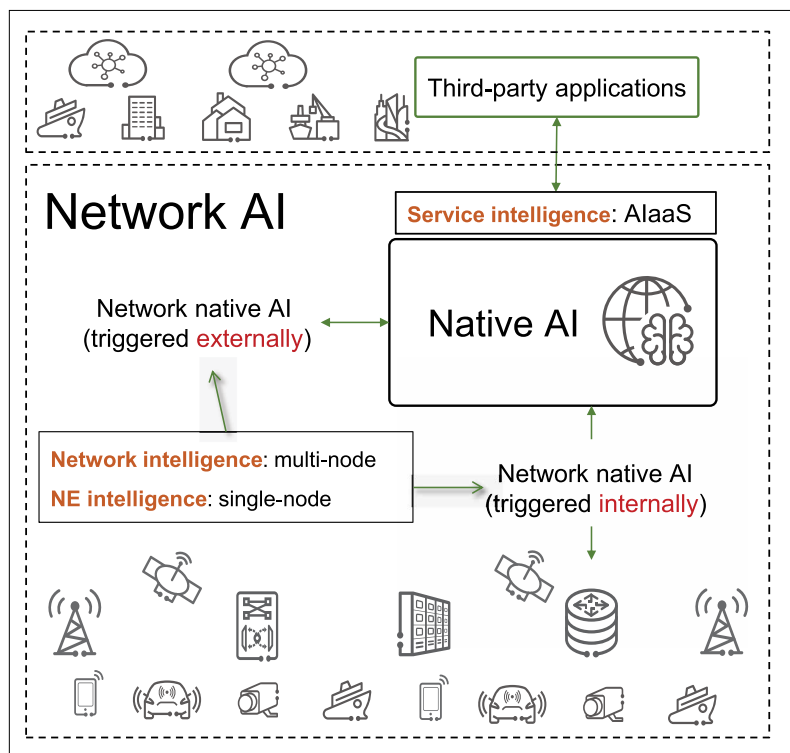 Third-party applications
Network AI
Service intelligence: AIaaS
Network native AI
(triggered externally)
Native AI
Network intelligence: multi-node
NE intelligence: single-node
Network native AI
(triggered internally)